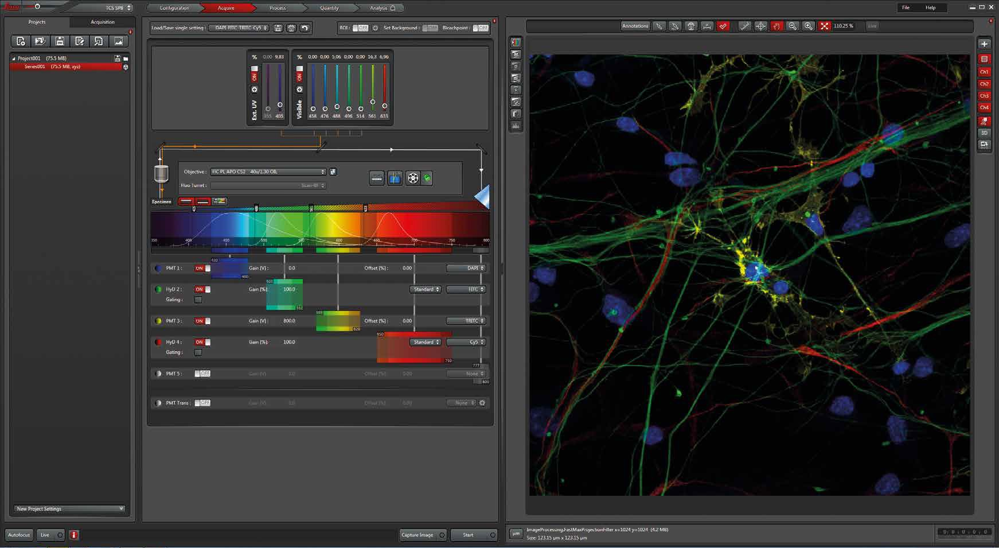 TCS SP8
Configuration
Acquire
Process
Quantify
Analysis
File
Help
Projects
Acquisition
Project001 (75.5 MB)
Series001 (75.5 MB, xyz)
New Project Settings
Autofocus
Live
Load/Save single setting :
DAPI-FITC-TRITC-Cy5
ROI :
OFF
Set Background :
OFF
Bleachpoint :
OFF
% 0,00 9,83
ON
Ext. UV
355 405
% 0,00 0,00 5,06 0,00 0,00 16,3 6,96
ON
Visible
458 476 488 496 514 561 633
Objective :
HC PL APO CS2 40x/1.30 OIL
Fluo Turret :
Scan-BF
Specimen
405 488 561 633
350 400 450 500 550 600 650 700 750 800
PMT 1 : ON 430 480 Gain [V] : 0.0 Offset [%] : 0.00 DAPI
HyD 2 : ON 503 552 Gain [%]: 100.0 Standard FITC
Gating :
PMT 3 : ON Gain [V] : 800.0 569 628 Offset [%] : 0.00 TRITC
HyD 4 : ON Gain [%]: 100.0 650 750 Standard Cy5
Gating :
PMT 5 : OFF Gain [V] : 0.0 Offset [%] : 0.00 None 777 800
PMT Trans : OFF Gain [V] : 0.0 Offset [%] : 0.00 None
Capture Image
Start
Annotations
110.25 %
Live
Ch1
Ch2
Ch3
Ch4
3D
µm
ImageProcessing.FastMaxProjectionFilter x=1024 y=1024 (4.2 MB)
Size: 123.15 µm x 123.15 µm
0: 0: 0: 0: 0: 0